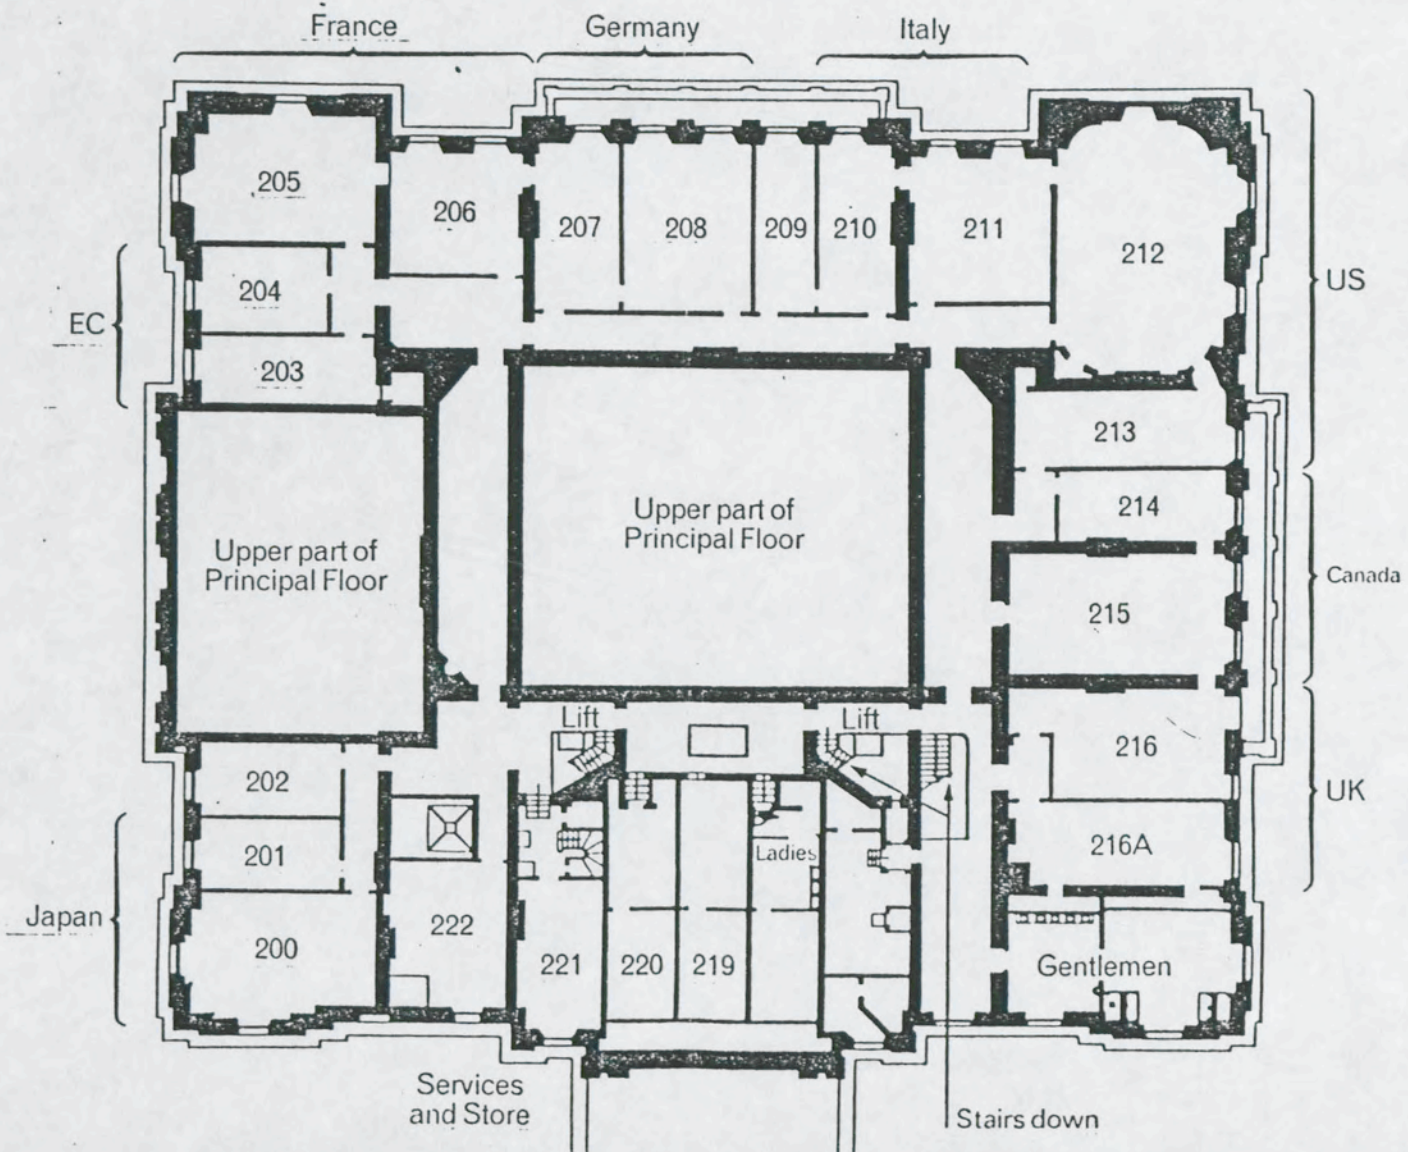 France
Germany
Italy
205
206
207
208
209
210
211
212
US
204
EC
203
213
214
Upper part of
Principal Floor
Upper part of
Principal Floor
Canada
215
Lift
Lift
216
202
UK
201
Ladies
216A
Japan
200
222
221
220
219
Gentlemen
Services
and Store
Stairs down